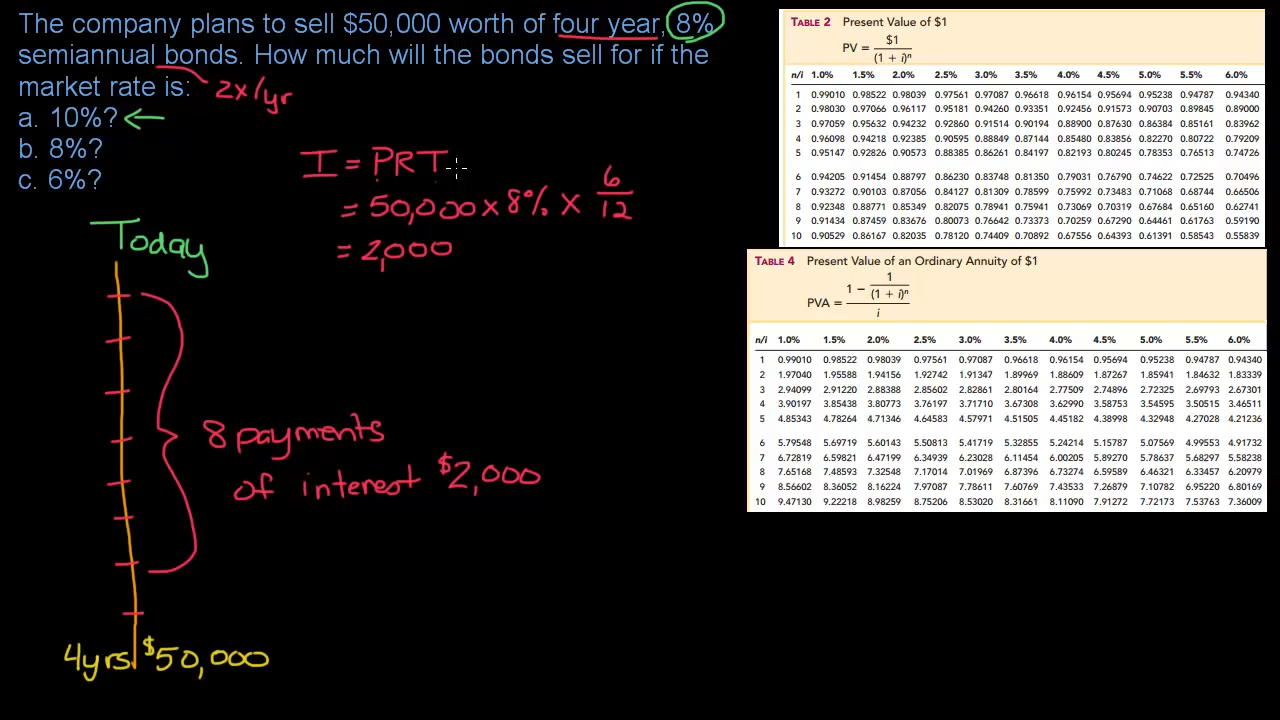 The company plans to sell $50,000 worth of four year, 8%
semiannual bonds. How much will the bonds sell for if the
market rate is:
2x/yr
a. 10%?
b. 8%?
c. 6%?
I = PRT
= 50,000 x 8% x 6/12
= 2,000
Today
8 payments
of interest $2,000
4yrs $50,000
TABLE 2 Present Value of $1
PV = $1 / (1 + i)ⁿ
n/i 1.0% 1.5% 2.0% 2.5% 3.0% 3.5% 4.0% 4.5% 5.0% 5.5% 6.0%
1 0.99010 0.98522 0.98039 0.97561 0.97087 0.96618 0.96154 0.95694 0.95238 0.94787 0.94340
2 0.98030 0.97066 0.96117 0.95181 0.94260 0.93351 0.92456 0.91573 0.90703 0.89845 0.89000
3 0.97059 0.95632 0.94232 0.92860 0.91514 0.90194 0.88900 0.87630 0.86384 0.85161 0.83962
4 0.96098 0.94218 0.92385 0.90595 0.88849 0.87144 0.85480 0.83856 0.82270 0.80722 0.79209
5 0.95147 0.92826 0.90573 0.88385 0.86261 0.84197 0.82193 0.80245 0.78353 0.76513 0.74726
6 0.94205 0.91454 0.88797 0.86230 0.83748 0.81350 0.79031 0.76790 0.74622 0.72525 0.70496
7 0.93272 0.90103 0.87056 0.84127 0.81309 0.78599 0.75992 0.73483 0.71068 0.68744 0.66506
8 0.92348 0.88771 0.85349 0.82075 0.78941 0.75941 0.73069 0.70319 0.67684 0.65160 0.62741
9 0.91434 0.87459 0.83676 0.80073 0.76642 0.73373 0.70259 0.67290 0.64461 0.61763 0.59190
10 0.90529 0.86167 0.82035 0.78120 0.74409 0.70892 0.67556 0.64393 0.61391 0.58543 0.55839
TABLE 4 Present Value of an Ordinary Annuity of $1
PVA = (1 − 1 / (1 + i)ⁿ) / i
n/i 1.0% 1.5% 2.0% 2.5% 3.0% 3.5% 4.0% 4.5% 5.0% 5.5% 6.0%
1 0.99010 0.98522 0.98039 0.97561 0.97087 0.96618 0.96154 0.95694 0.95238 0.94787 0.94340
2 1.97040 1.95588 1.94156 1.92742 1.91347 1.89969 1.88609 1.87267 1.85941 1.84632 1.83339
3 2.94099 2.91220 2.88388 2.85602 2.82861 2.80164 2.77509 2.74896 2.72325 2.69793 2.67301
4 3.90197 3.85438 3.80773 3.76197 3.71710 3.67308 3.62990 3.58753 3.54595 3.50515 3.46511
5 4.85343 4.78264 4.71346 4.64583 4.57971 4.51505 4.45182 4.38998 4.32948 4.27028 4.21236
6 5.79548 5.69719 5.60143 5.50813 5.41719 5.32855 5.24214 5.15787 5.07569 4.99553 4.91732
7 6.72819 6.59821 6.47199 6.34939 6.23028 6.11454 6.00205 5.89270 5.78637 5.68297 5.58238
8 7.65168 7.48593 7.32548 7.17014 7.01969 6.87396 6.73274 6.59589 6.46321 6.33457 6.20979
9 8.56602 8.36052 8.16224 7.97087 7.78611 7.60769 7.43533 7.26879 7.10782 6.95220 6.80169
10 9.47130 9.22218 8.98259 8.75206 8.53020 8.31661 8.11090 7.91272 7.72173 7.53763 7.36009